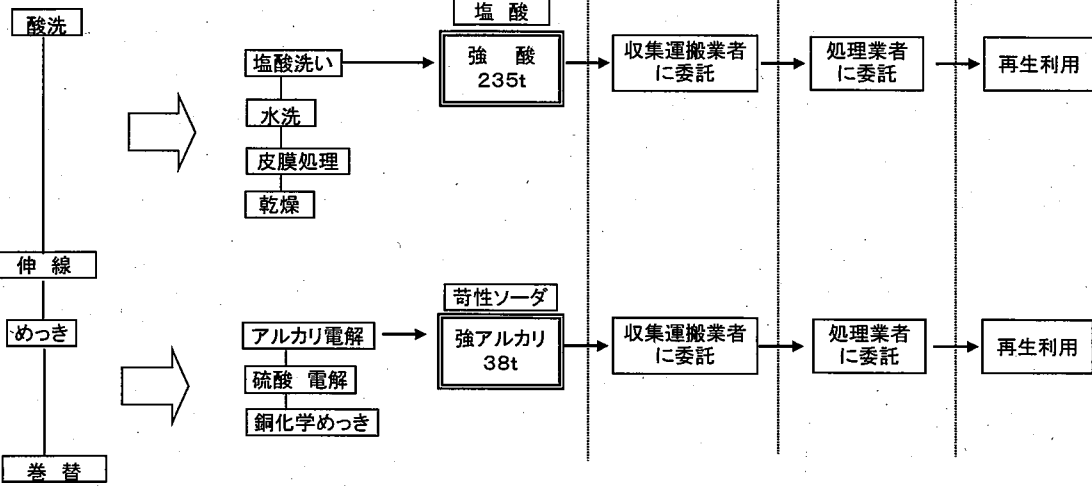 酸洗
伸 線
めっき
巻 替
塩酸洗い
水洗
皮膜処理
乾燥
塩 酸
強 酸
235t
収集運搬業者
に委託
処理業者
に委託
再生利用
アルカリ電解
硫酸 電解
銅化学めっき
苛性ソーダ
強アルカリ
38t
収集運搬業者
に委託
処理業者
に委託
再生利用